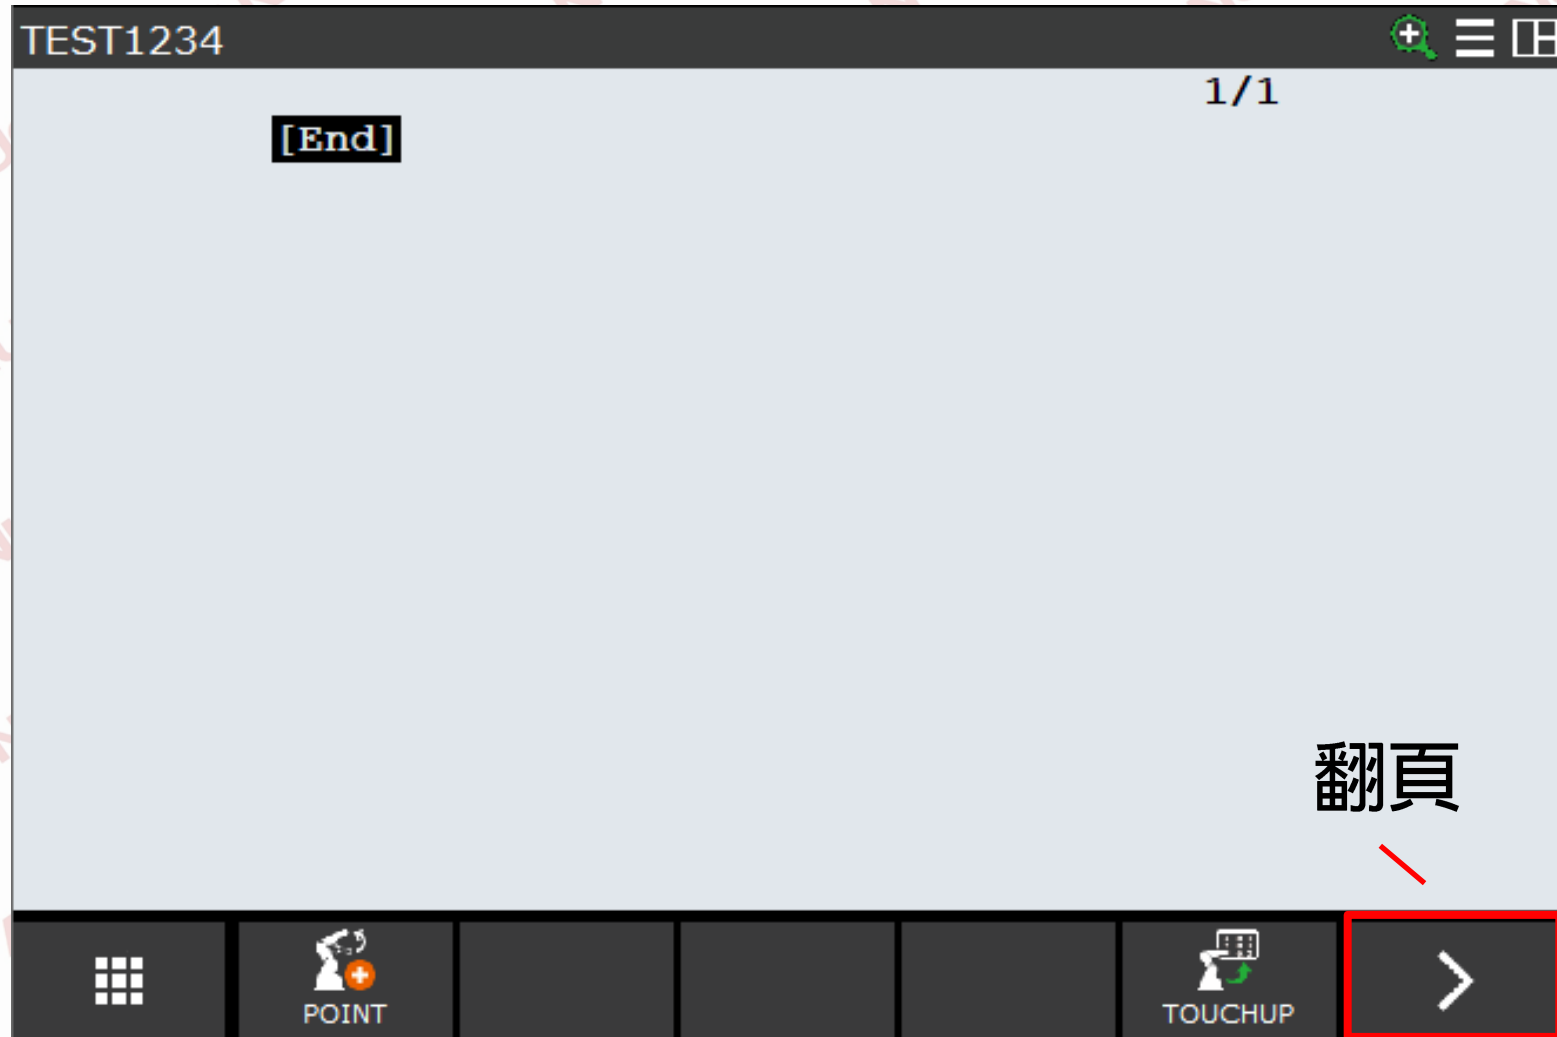 TEST1234
1/1
[End]
翻頁
POINT
TOUCHUP